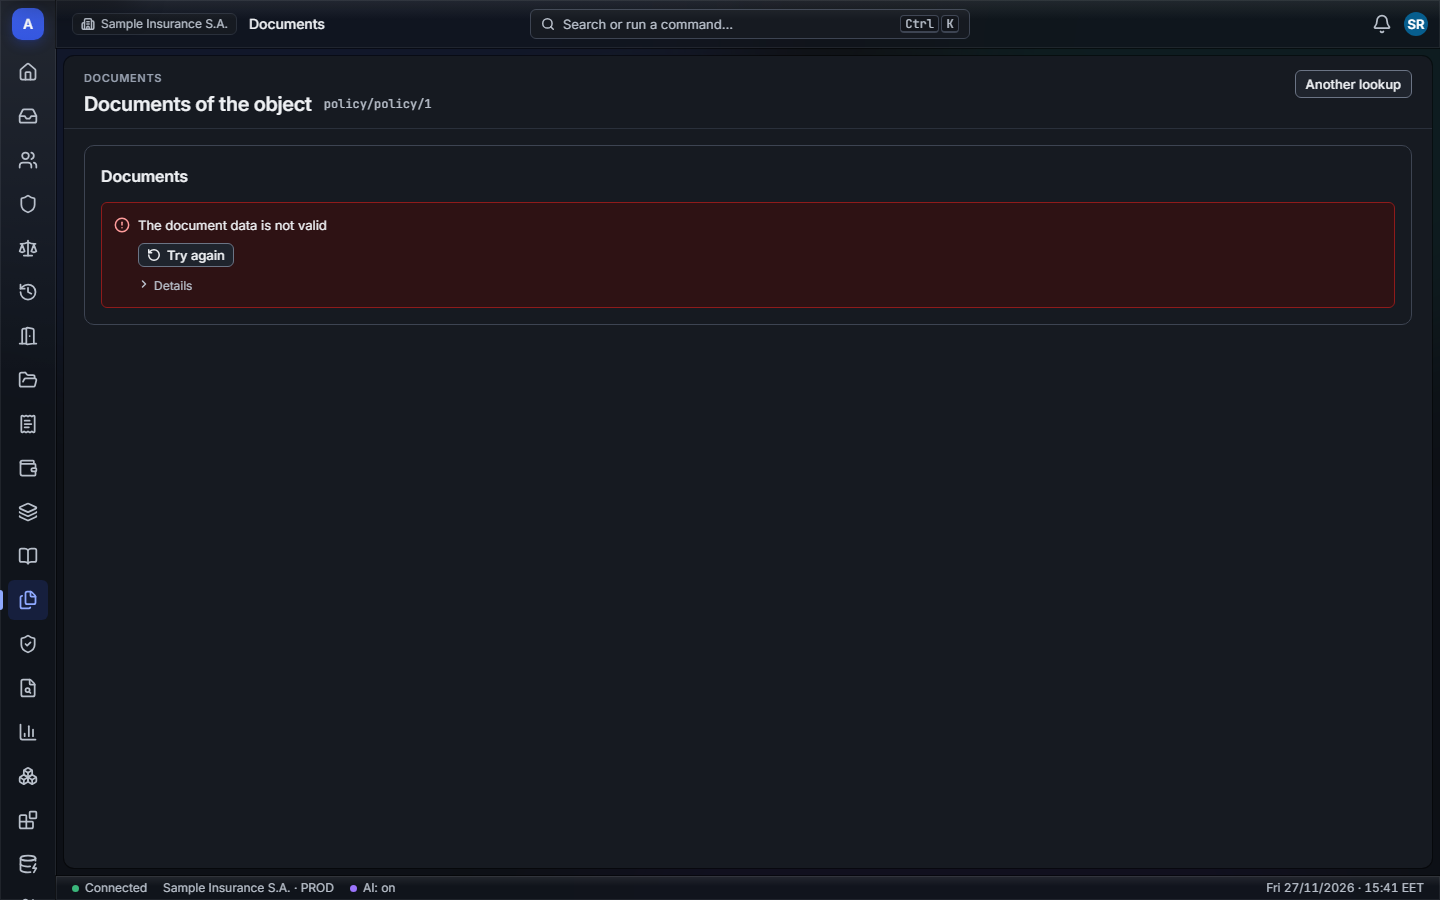 A
Sample Insurance S.A.
Documents
Search or run a command...
Ctrl K
SR
DOCUMENTS
Documents of the object policy/policy/1
Another lookup
Documents
The document data is not valid
Try again
Details
Connected
Sample Insurance S.A. · PROD
AI: on
Fri 27/11/2026 · 15:41 EET